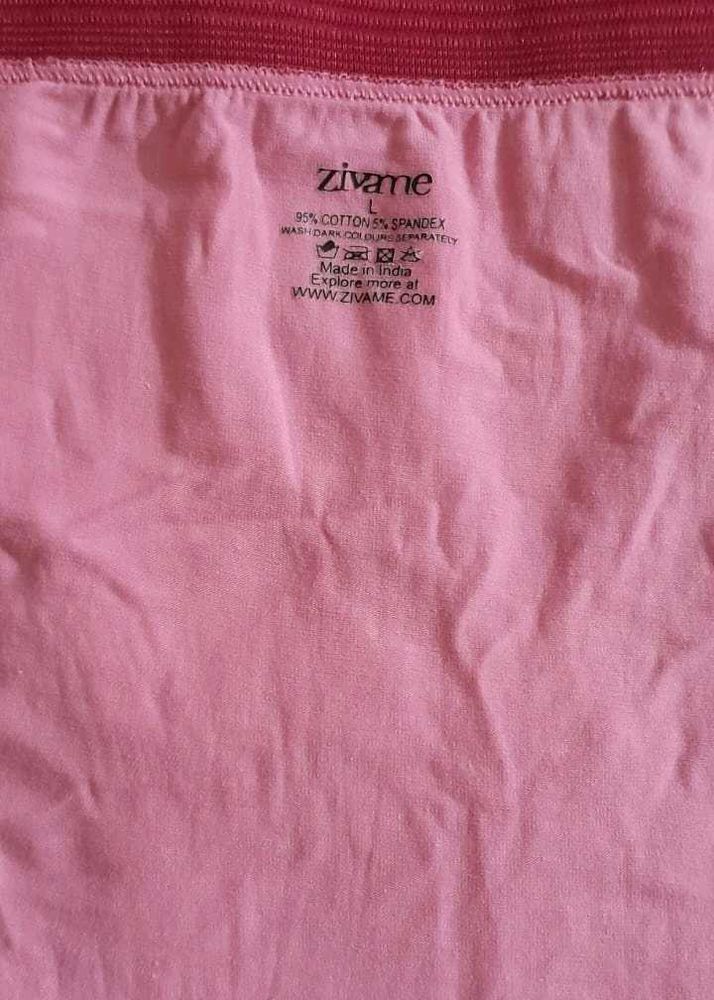 zivame
L
95% COTTON 5% SPANDEX
WASH DARK COLOURS SEPARATELY
Made in India
Explore more at
WWW.ZIVAME.COM